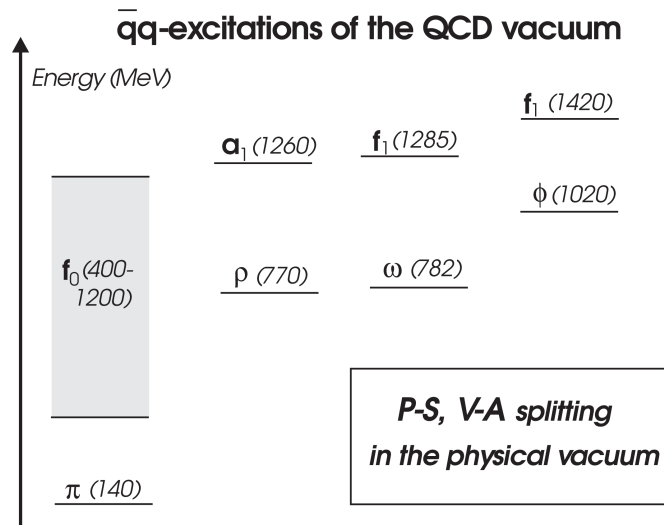 q̅q-excitations of the QCD vacuum
Energy (MeV)
f₁ (1420)
a₁ (1260)
f₁ (1285)
ϕ (1020)
f₀ (400-
1200)
ρ (770)
ω (782)
P-S, V-A splitting
in the physical vacuum
π (140)